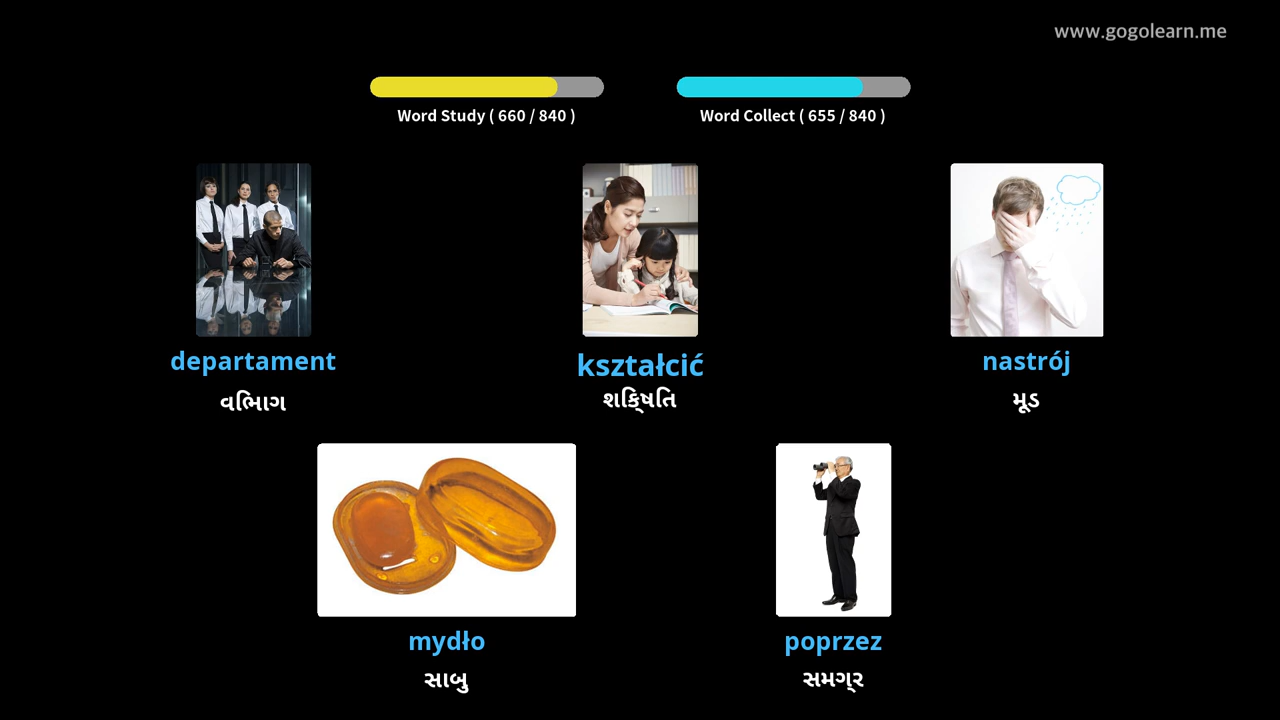 www.gogolearn.me
Word Study ( 660 / 840 )
Word Collect ( 655 / 840 )
departament
kształcić
nastrój
વિભાગ
શિક્ષિત
મૂડ
mydło
poprzez
સાબુ
સમગ્ર